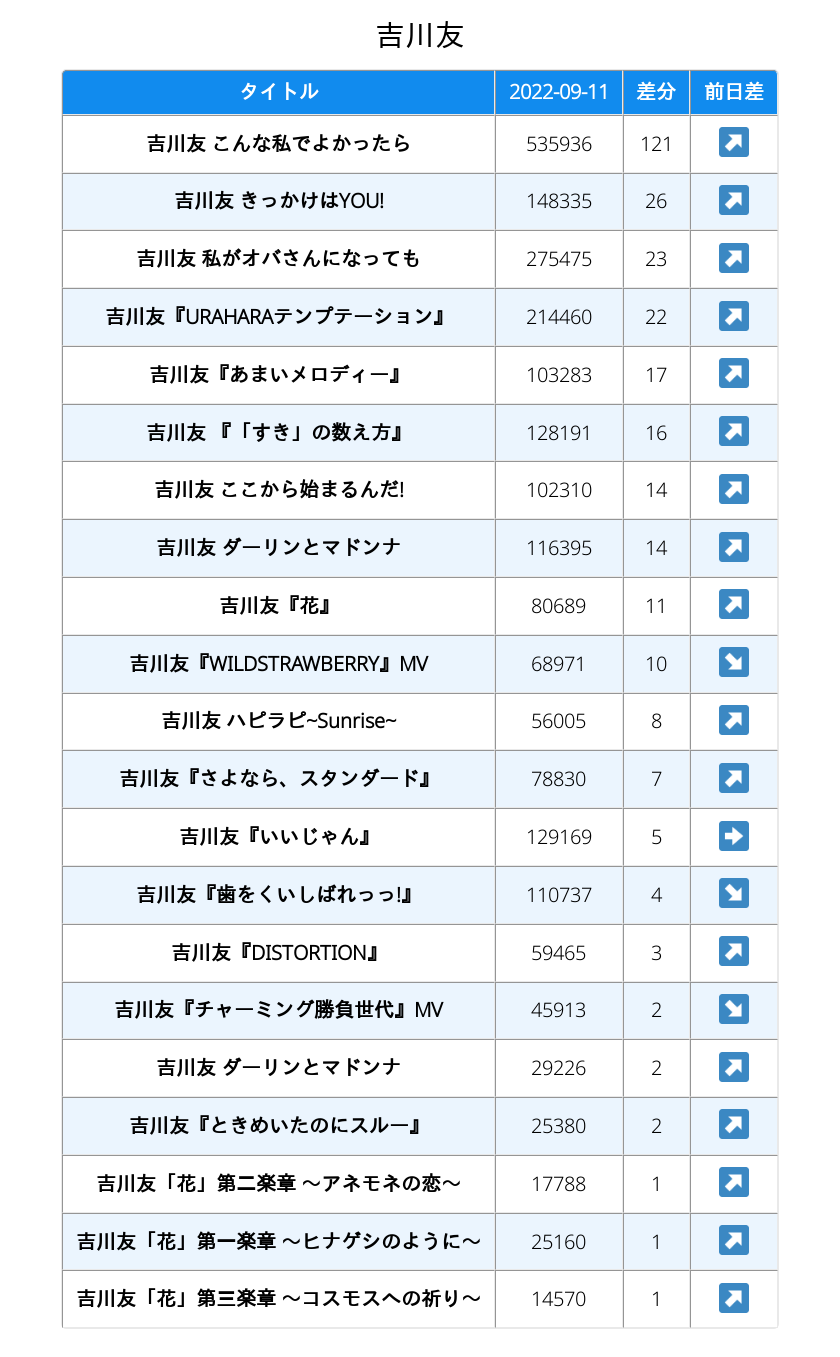 吉川友
タイトル 2022-09-11 差分 前日差
吉川友 こんな私でよかったら 535936 121 ↗
吉川友 きっかけはYOU! 148335 26 ↗
吉川友 私がオバさんになっても 275475 23 ↗
吉川友『URAHARAテンプテーション』 214460 22 ↗
吉川友『あまいメロディー』 103283 17 ↗
吉川友 『「すき」の数え方』 128191 16 ↗
吉川友 ここから始まるんだ! 102310 14 ↗
吉川友 ダーリンとマドンナ 116395 14 ↗
吉川友『花』 80689 11 ↗
吉川友『WILDSTRAWBERRY』MV 68971 10 ↘
吉川友 ハピラピ~Sunrise~ 56005 8 ↗
吉川友『さよなら、スタンダード』 78830 7 ↗
吉川友『いいじゃん』 129169 5 ➡
吉川友『歯をくいしばれっっ!』 110737 4 ↘
吉川友『DISTORTION』 59465 3 ↗
吉川友『チャーミング勝負世代』MV 45913 2 ↘
吉川友 ダーリンとマドンナ 29226 2 ↗
吉川友『ときめいたのにスルー』 25380 2 ↗
吉川友「花」第二楽章 ～アネモネの恋～ 17788 1 ↗
吉川友「花」第一楽章 ～ヒナゲシのように～ 25160 1 ↗
吉川友「花」第三楽章 ～コスモスへの祈り～ 14570 1 ↗